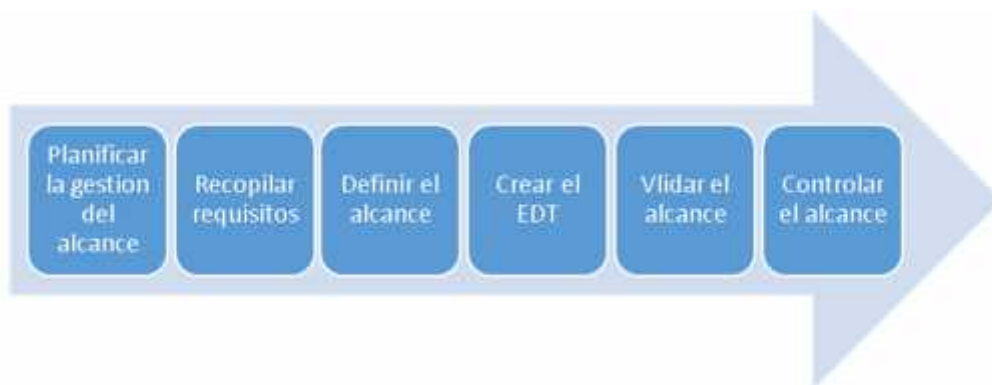 Planificar
la gestion
del
alcance
Recopilar
requisitos
Definir el
alcance
Crear el
EDT
Vlidar el
alcance
Controlar
el alcance